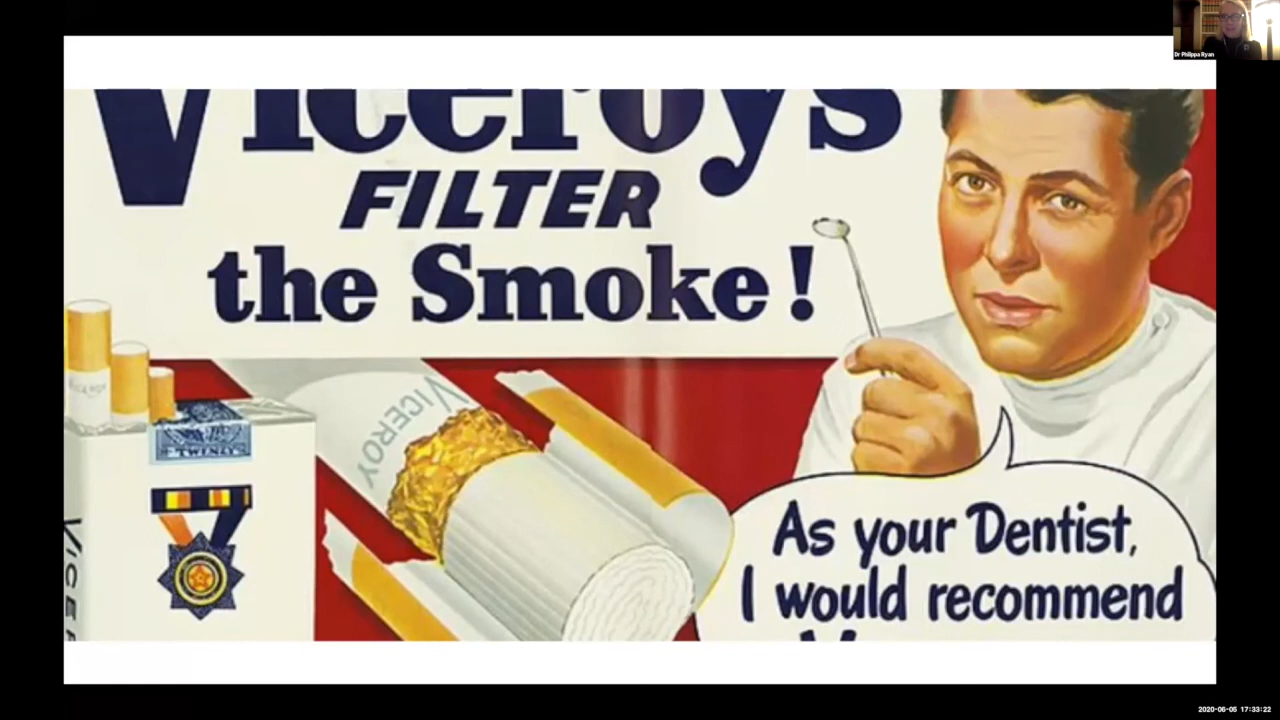 Viceroys
FILTER
the Smoke!
VICEROY
VICEROY
TWENTY
As your Dentist,
I would recommend
Dr Philippa Ryan
2020-06-05 17:33:22